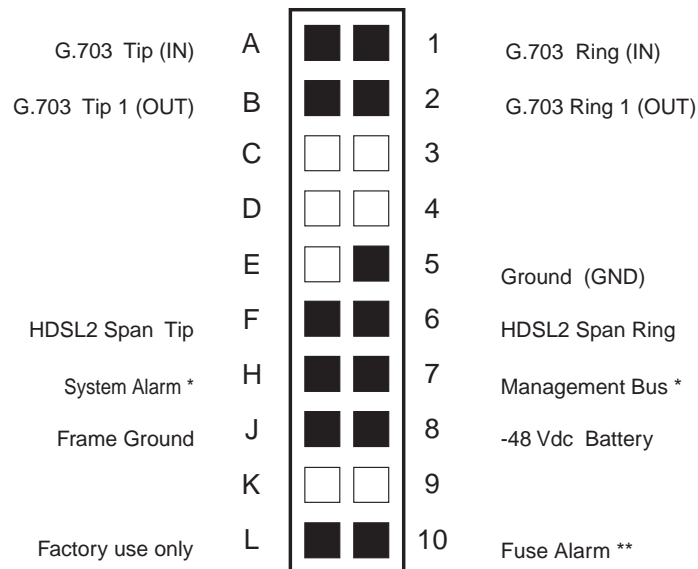 G.703 Tip (IN) A 1 G.703 Ring (IN)
G.703 Tip 1 (OUT) B 2 G.703 Ring 1 (OUT)
C 3
D 4
E 5 Ground (GND)
HDSL2 Span Tip F 6 HDSL2 Span Ring
System Alarm * H 7 Management Bus *
Frame Ground J 8 -48 Vdc Battery
K 9
Factory use only L 10 Fuse Alarm **